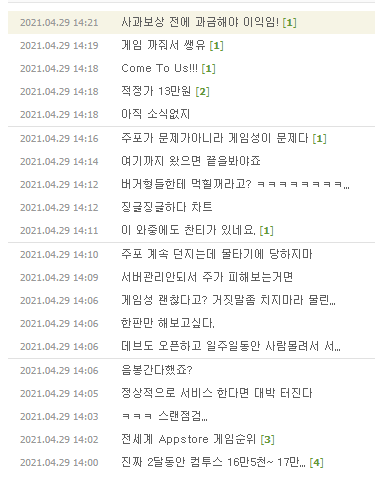 2021.04.29 14:21 사과보상 전에 과금해야 이익임! [1]
2021.04.29 14:19 게임 까줘서 쌩유 [1]
2021.04.29 14:18 Come To Us!!! [1]
2021.04.29 14:18 적정가 13만원 [2]
2021.04.29 14:18 아직 소식없지
2021.04.29 14:16 주포가 문제가아니라 게임성이 문제다 [1]
2021.04.29 14:14 여기까지 왔으면 끝을봐야죠
2021.04.29 14:12 버거형들한테 먹힐꺼라고? ㅋㅋㅋㅋㅋㅋㅋㅋ...
2021.04.29 14:12 징글징글하다 차트
2021.04.29 14:11 이 와중에도 찬티가 있네요. [1]
2021.04.29 14:10 주포 계속 던지는데 물타기에 당하지마
2021.04.29 14:09 서버관리안되서 주가 피해보는거면
2021.04.29 14:06 게임성 괜찮다고? 거짓말좀 치지마라 물린...
2021.04.29 14:06 한판만 해보고싶다.
2021.04.29 14:06 데브도 오픈하고 일주일동안 사람몰려서 서...
2021.04.29 14:06 음봉간다했죠?
2021.04.29 14:05 정상적으로 서비스 한다면 대박 터진다
2021.04.29 14:03 ㅋㅋㅋ 스랜점검...
2021.04.29 14:02 전세계 Appstore 게임순위 [3]
2021.04.29 14:00 진짜 2달동안 컴투스 16만5천~ 17만... [4]